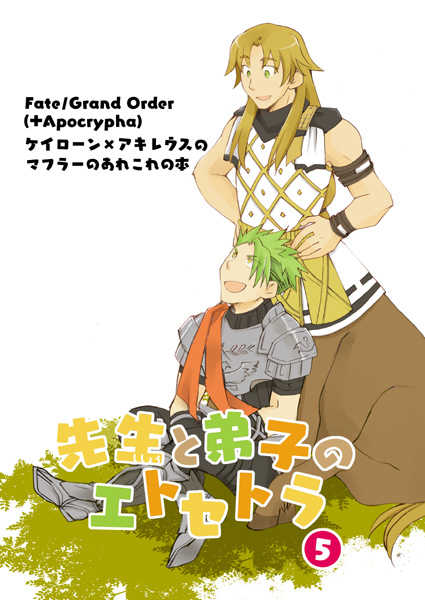 Fate/Grand Order
(+Apocrypha)
ケイローン×アキレウスの
マフラーのあれこれの本
先生と弟子の
エトセトラ
5